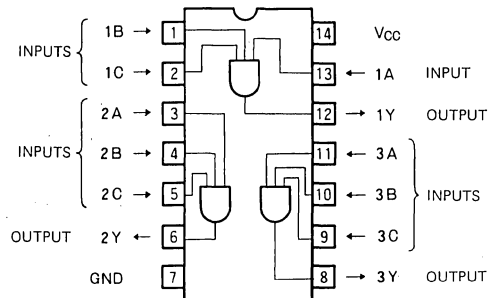 1B → 1 14 Vcc
INPUTS
1C → 2 13 ← 1A INPUT
2A → 3 12 → 1Y OUTPUT
INPUTS 2B → 4 11 ← 3A
2C → 5 10 ← 3B INPUTS
OUTPUT 2Y ← 6 9 ← 3C
GND 7 8 → 3Y OUTPUT